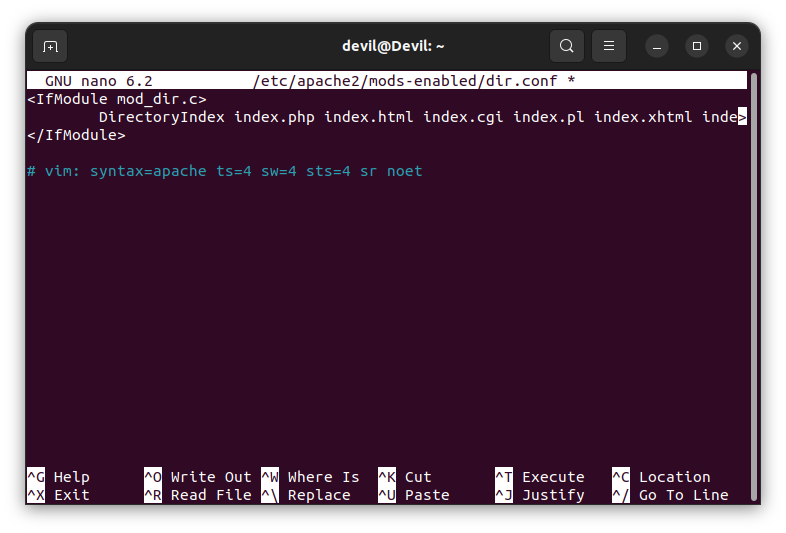 devil@Devil: ~
GNU nano 6.2 /etc/apache2/mods-enabled/dir.conf *
<IfModule mod_dir.c>
DirectoryIndex index.php index.html index.cgi index.pl index.xhtml inde>
</IfModule>
# vim: syntax=apache ts=4 sw=4 sts=4 sr noet
^G Help ^O Write Out ^W Where Is ^K Cut ^T Execute ^C Location
^X Exit ^R Read File ^\ Replace ^U Paste ^J Justify ^/ Go To Line